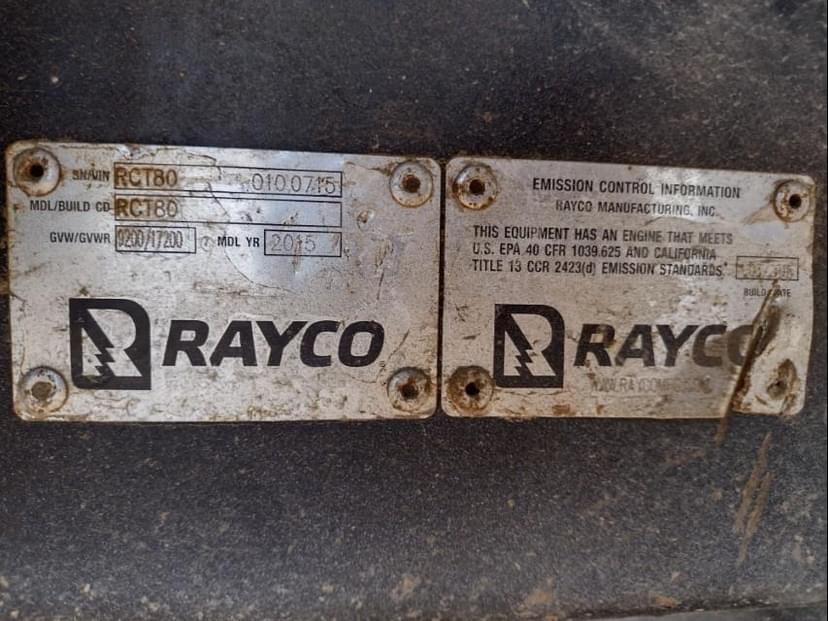 SN/VIN RCT80 010.0715
MDL/BUILD CD RCT80
GVW/GVWR 9200/17200 MDL YR 2015
RAYCO
EMISSION CONTROL INFORMATION
RAYCO MANUFACTURING, INC.
THIS EQUIPMENT HAS AN ENGINE THAT MEETS
U.S. EPA 40 CFR 1039.625 AND CALIFORNIA
TITLE 13 CCR 2423(d) EMISSION STANDARDS.
BUILD DATE
RAYCO